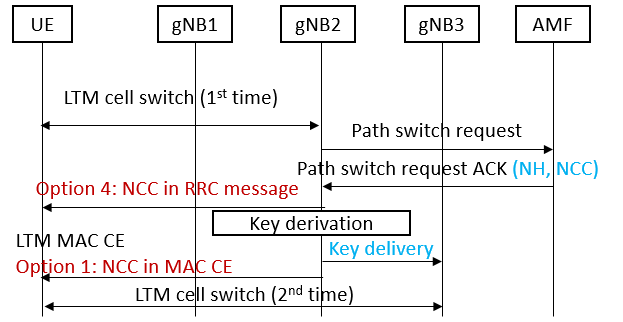 UE gNB1 gNB2 gNB3 AMF
LTM cell switch (1st time)
Path switch request
Path switch request ACK (NH, NCC)
Option 4: NCC in RRC message
Key derivation
LTM MAC CE
Key delivery
Option 1: NCC in MAC CE
LTM cell switch (2nd time)